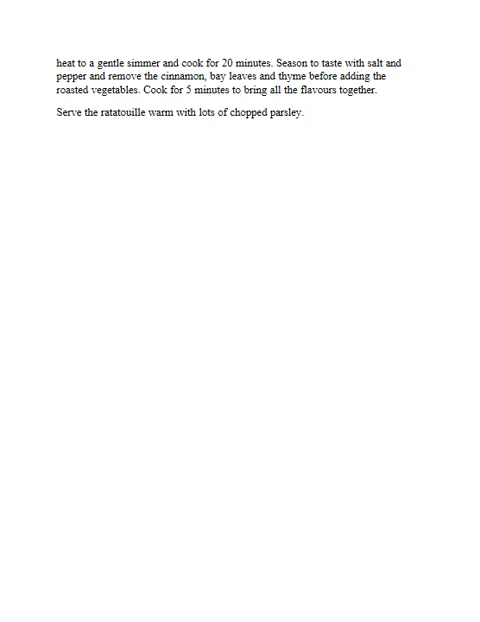 heat to a gentle simmer and cook for 20 minutes. Season to taste with salt and
pepper and remove the cinnamon, bay leaves and thyme before adding the
roasted vegetables. Cook for 5 minutes to bring all the flavours together.
Serve the ratatouille warm with lots of chopped parsley.